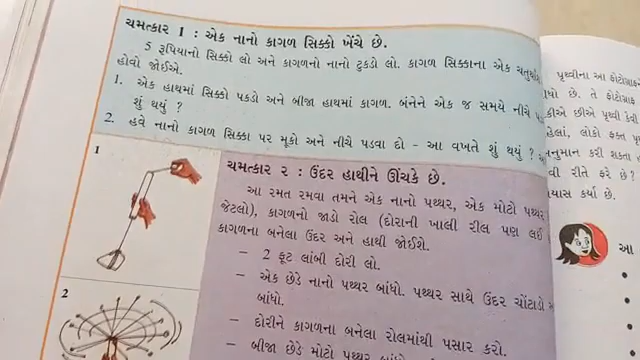 ચમત્કાર 1 : એક નાનો કાગળ સિક્કો ખેંચે છે.
5 રૂપિયાનો સિક્કો લો અને કાગળનો નાનો ટુકડો લો. કાગળ સિક્કાના એક
હોવો જોઈએ.
1. એક હાથમાં સિક્કો પકડો અને બીજા હાથમાં કાગળ. બંનેને એક જ સમયે નીચે
શું થયું ?
2. હવે નાનો કાગળ સિક્કા પર મૂકો અને નીચે પડવા દો - આ વખતે શું થયું ?
1
ચમત્કાર ૨ : ઉંદર હાથીને ઊંચકે છે.
આ રમત રમવા તમને એક નાનો પથ્થર, એક મોટો પથ્થર
જેટલો), કાગળનો જાડો રોલ (દોરાની ખાલી રીલ પણ લઈ
કાગળના બનેલા ઉંદર અને હાથી જોઈશે.
– 2 ફૂટ લાંબી દોરી લો.
– એક છેડે નાનો પથ્થર બાંધો. પથ્થર સાથે ઉંદર ચોંટાડો
બાંધો.
– દોરીને કાગળના બનેલા રોલમાંથી પસાર કરો.
– બીજા છેડે મોટો પથ્થર
2
પૃથ્વીના આ
છે. તે
છીએ પૃથ્વી
લોકો ફક્ત
કરી શકતા
રીતે ફરે છે ?
કર્યા છે.
આ